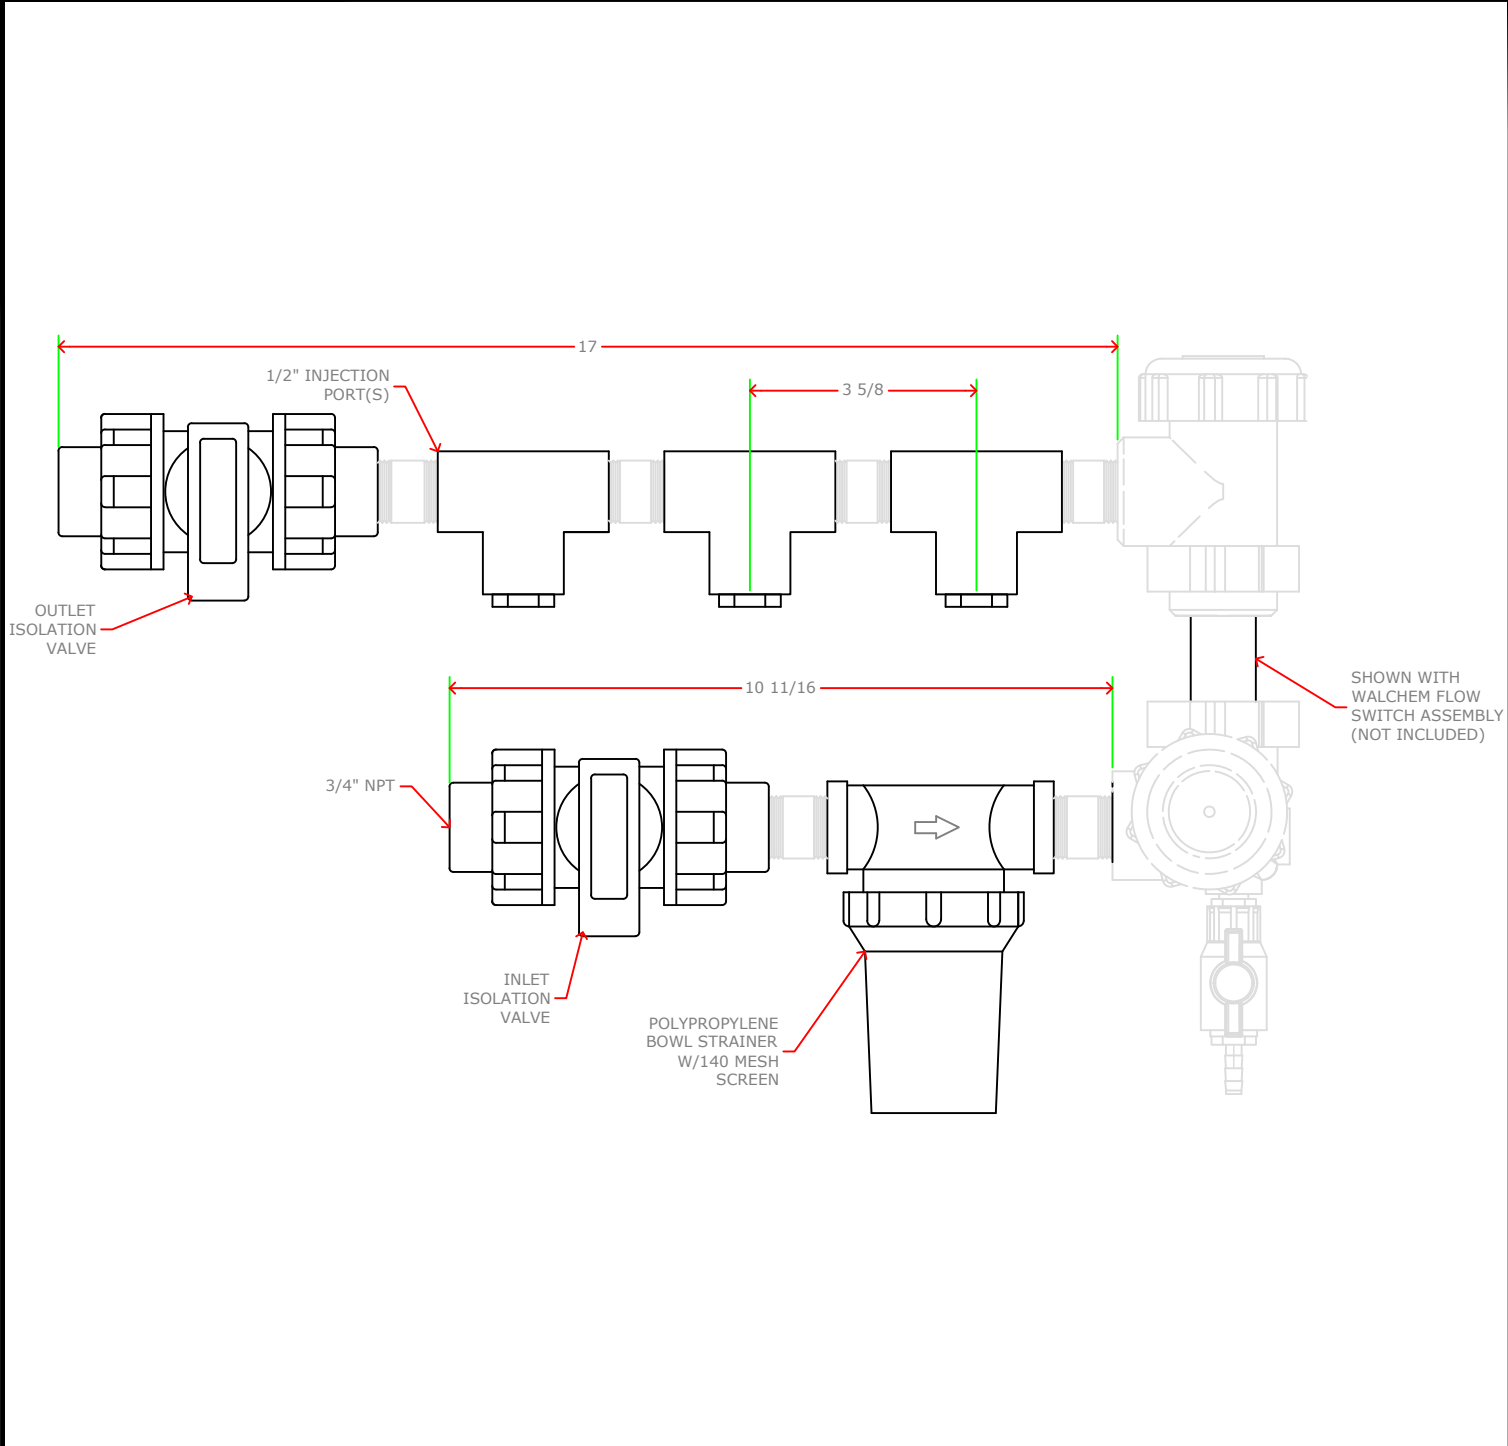 17
1/2" INJECTION
PORT(S)
3 5/8
OUTLET
ISOLATION
VALVE
10 11/16
SHOWN WITH
WALCHEM FLOW
SWITCH ASSEMBLY
(NOT INCLUDED)
3/4" NPT
INLET
ISOLATION
VALVE
POLYPROPYLENE
BOWL STRAINER
W/140 MESH
SCREEN